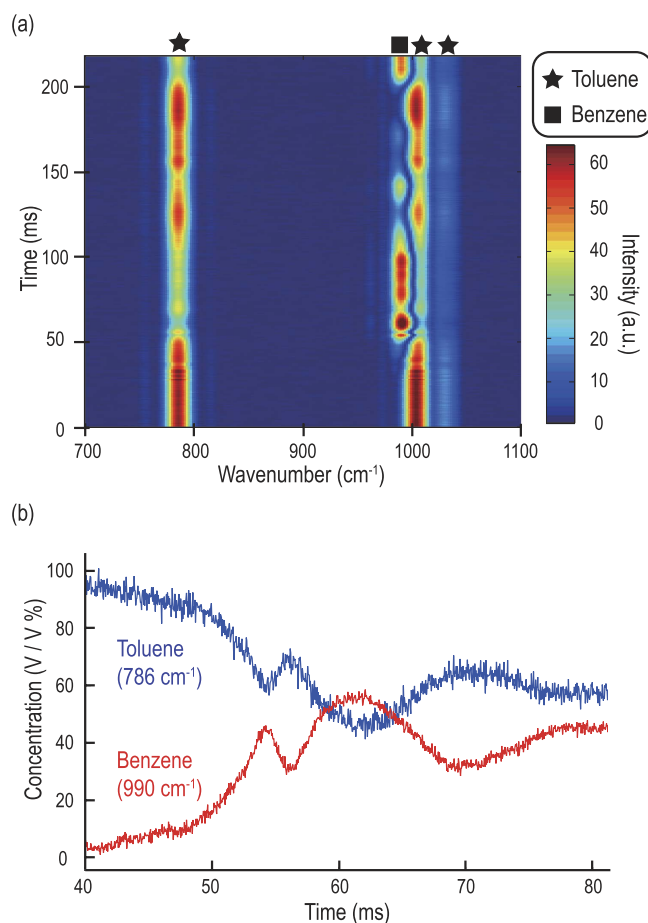 (a)
★ ■ ★ ★
★ Toluene
■ Benzene
200
150
100
50
0
Time (ms)
700 800 900 1000 1100
Wavenumber (cm⁻¹)
60
50
40
30
20
10
0
Intensity (a.u.)
(b)
100
80
60
40
20
0
Concentration (V / V %)
Toluene
(786 cm⁻¹)
Benzene
(990 cm⁻¹)
40 50 60 70 80
Time (ms)